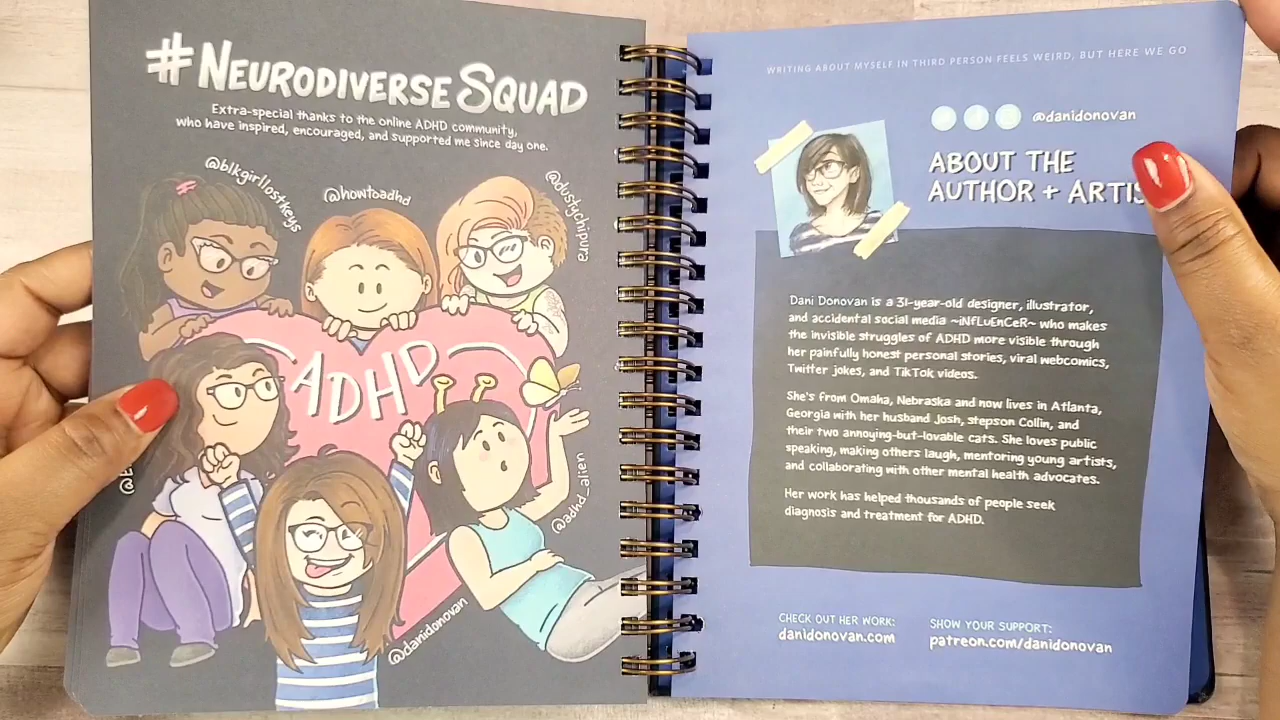 #NEURODIVERSE SQUAD
Extra-special thanks to the online ADHD community,
who have inspired, encouraged, and supported me since day one.
@blkgirllostkeys
@howtoadhd
@dustychipura
ADHD
@adhd_alien
@danidonovan
WRITING ABOUT MYSELF IN THIRD PERSON FEELS WEIRD, BUT HERE WE GO
@danidonovan
ABOUT THE
AUTHOR + ARTIS
Dani Donovan is a 31-year-old designer, illustrator,
and accidental social media ~iNfLuEnCeR~ who makes
the invisible struggles of ADHD more visible through
her painfully honest personal stories, viral webcomics,
Twitter jokes, and TikTok videos.
She's from Omaha, Nebraska and now lives in Atlanta,
Georgia with her husband Josh, stepson Collin, and
their two annoying-but-lovable cats. She loves public
speaking, making others laugh, mentoring young artists,
and collaborating with other mental health advocates.
Her work has helped thousands of people seek
diagnosis and treatment for ADHD.
CHECK OUT HER WORK:
danidonovan.com
SHOW YOUR SUPPORT:
patreon.com/danidonovan